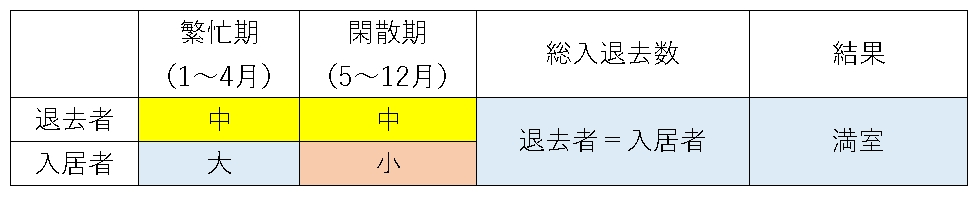 繁忙期
（1～4月）
閑散期
（5～12月）
総入退去数
結果
退去者
中
中
退去者＝入居者
満室
入居者
大
小